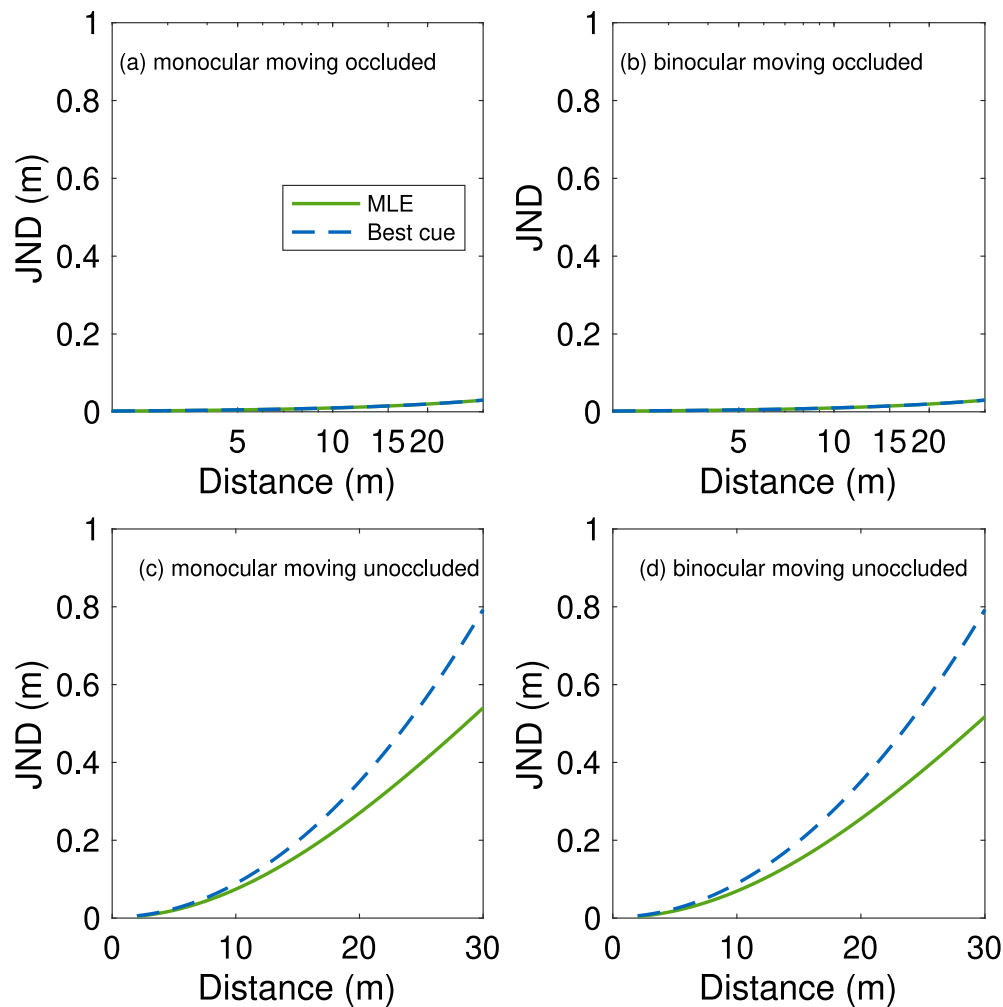 (a) monocular moving occluded
JND (m)
1
0.8
0.6
0.4
0.2
0
5 10 15 20
Distance (m)
MLE
Best cue
(b) binocular moving occluded
JND
1
0.8
0.6
0.4
0.2
0
5 10 15 20
Distance (m)
(c) monocular moving unoccluded
JND (m)
1
0.8
0.6
0.4
0.2
0
0 10 20 30
Distance (m)
(d) binocular moving unoccluded
JND (m)
1
0.8
0.6
0.4
0.2
0
0 10 20 30
Distance (m)